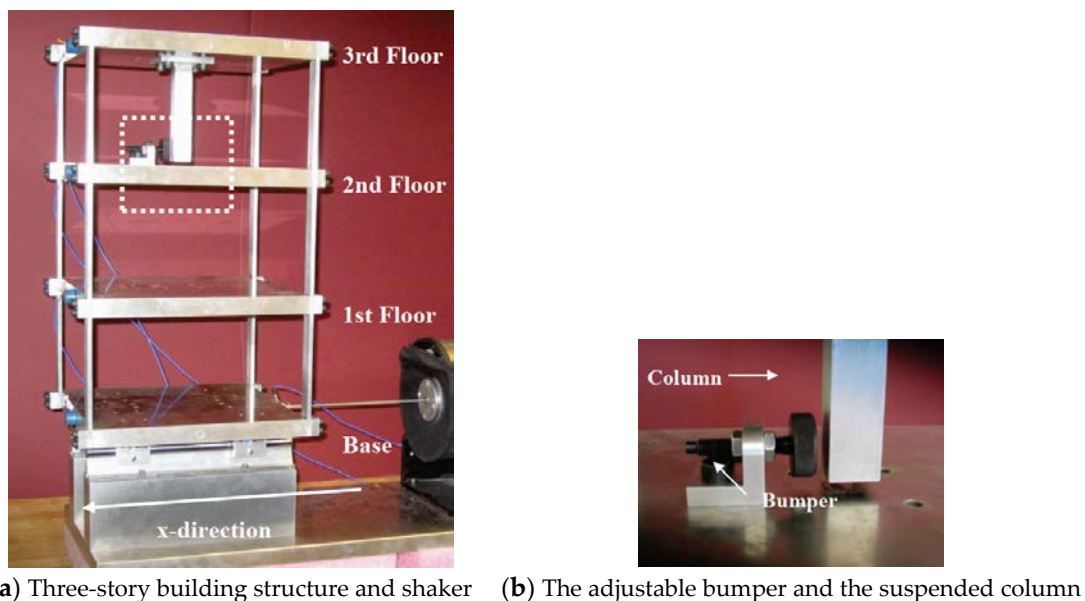 3rd Floor
2nd Floor
1st Floor
Base
x-direction
Column
Bumper
a) Three-story building structure and shaker
(b) The adjustable bumper and the suspended column